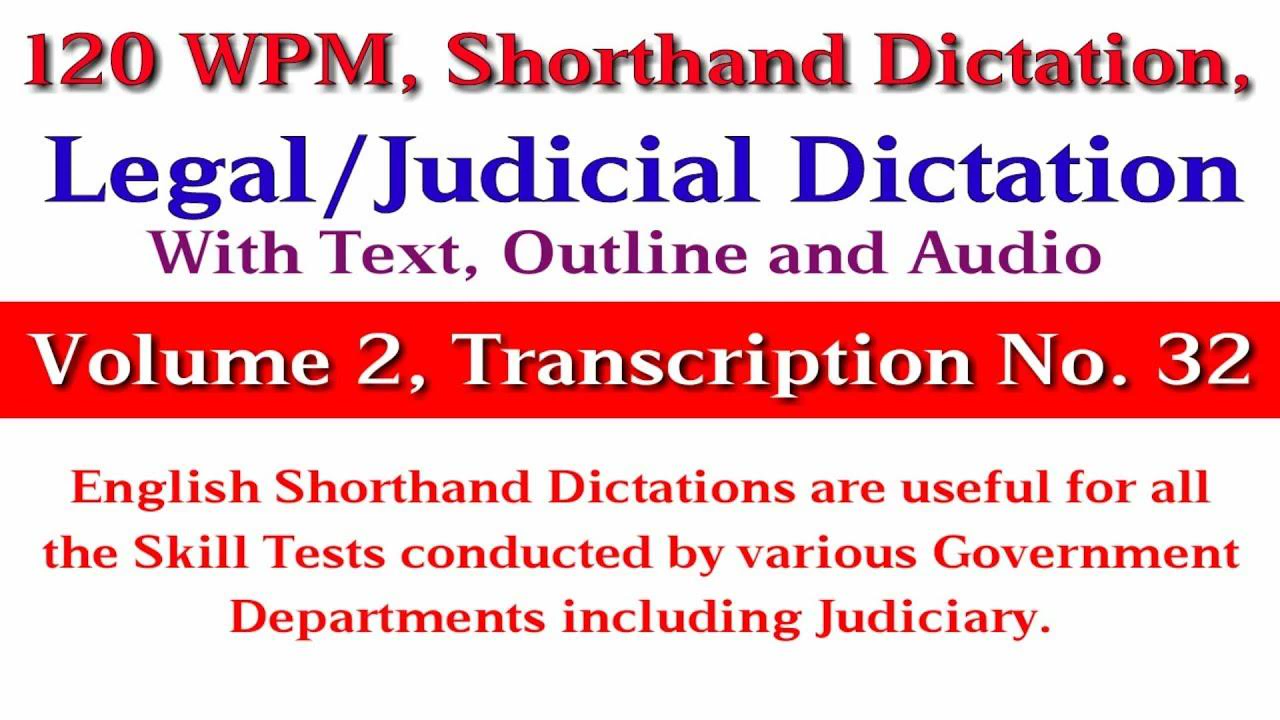 120 WPM, Shorthand Dictation,
Legal/Judicial Dictation
With Text, Outline and Audio
Volume 2, Transcription No. 32
English Shorthand Dictations are useful for all
the Skill Tests conducted by various Government
Departments including Judiciary.